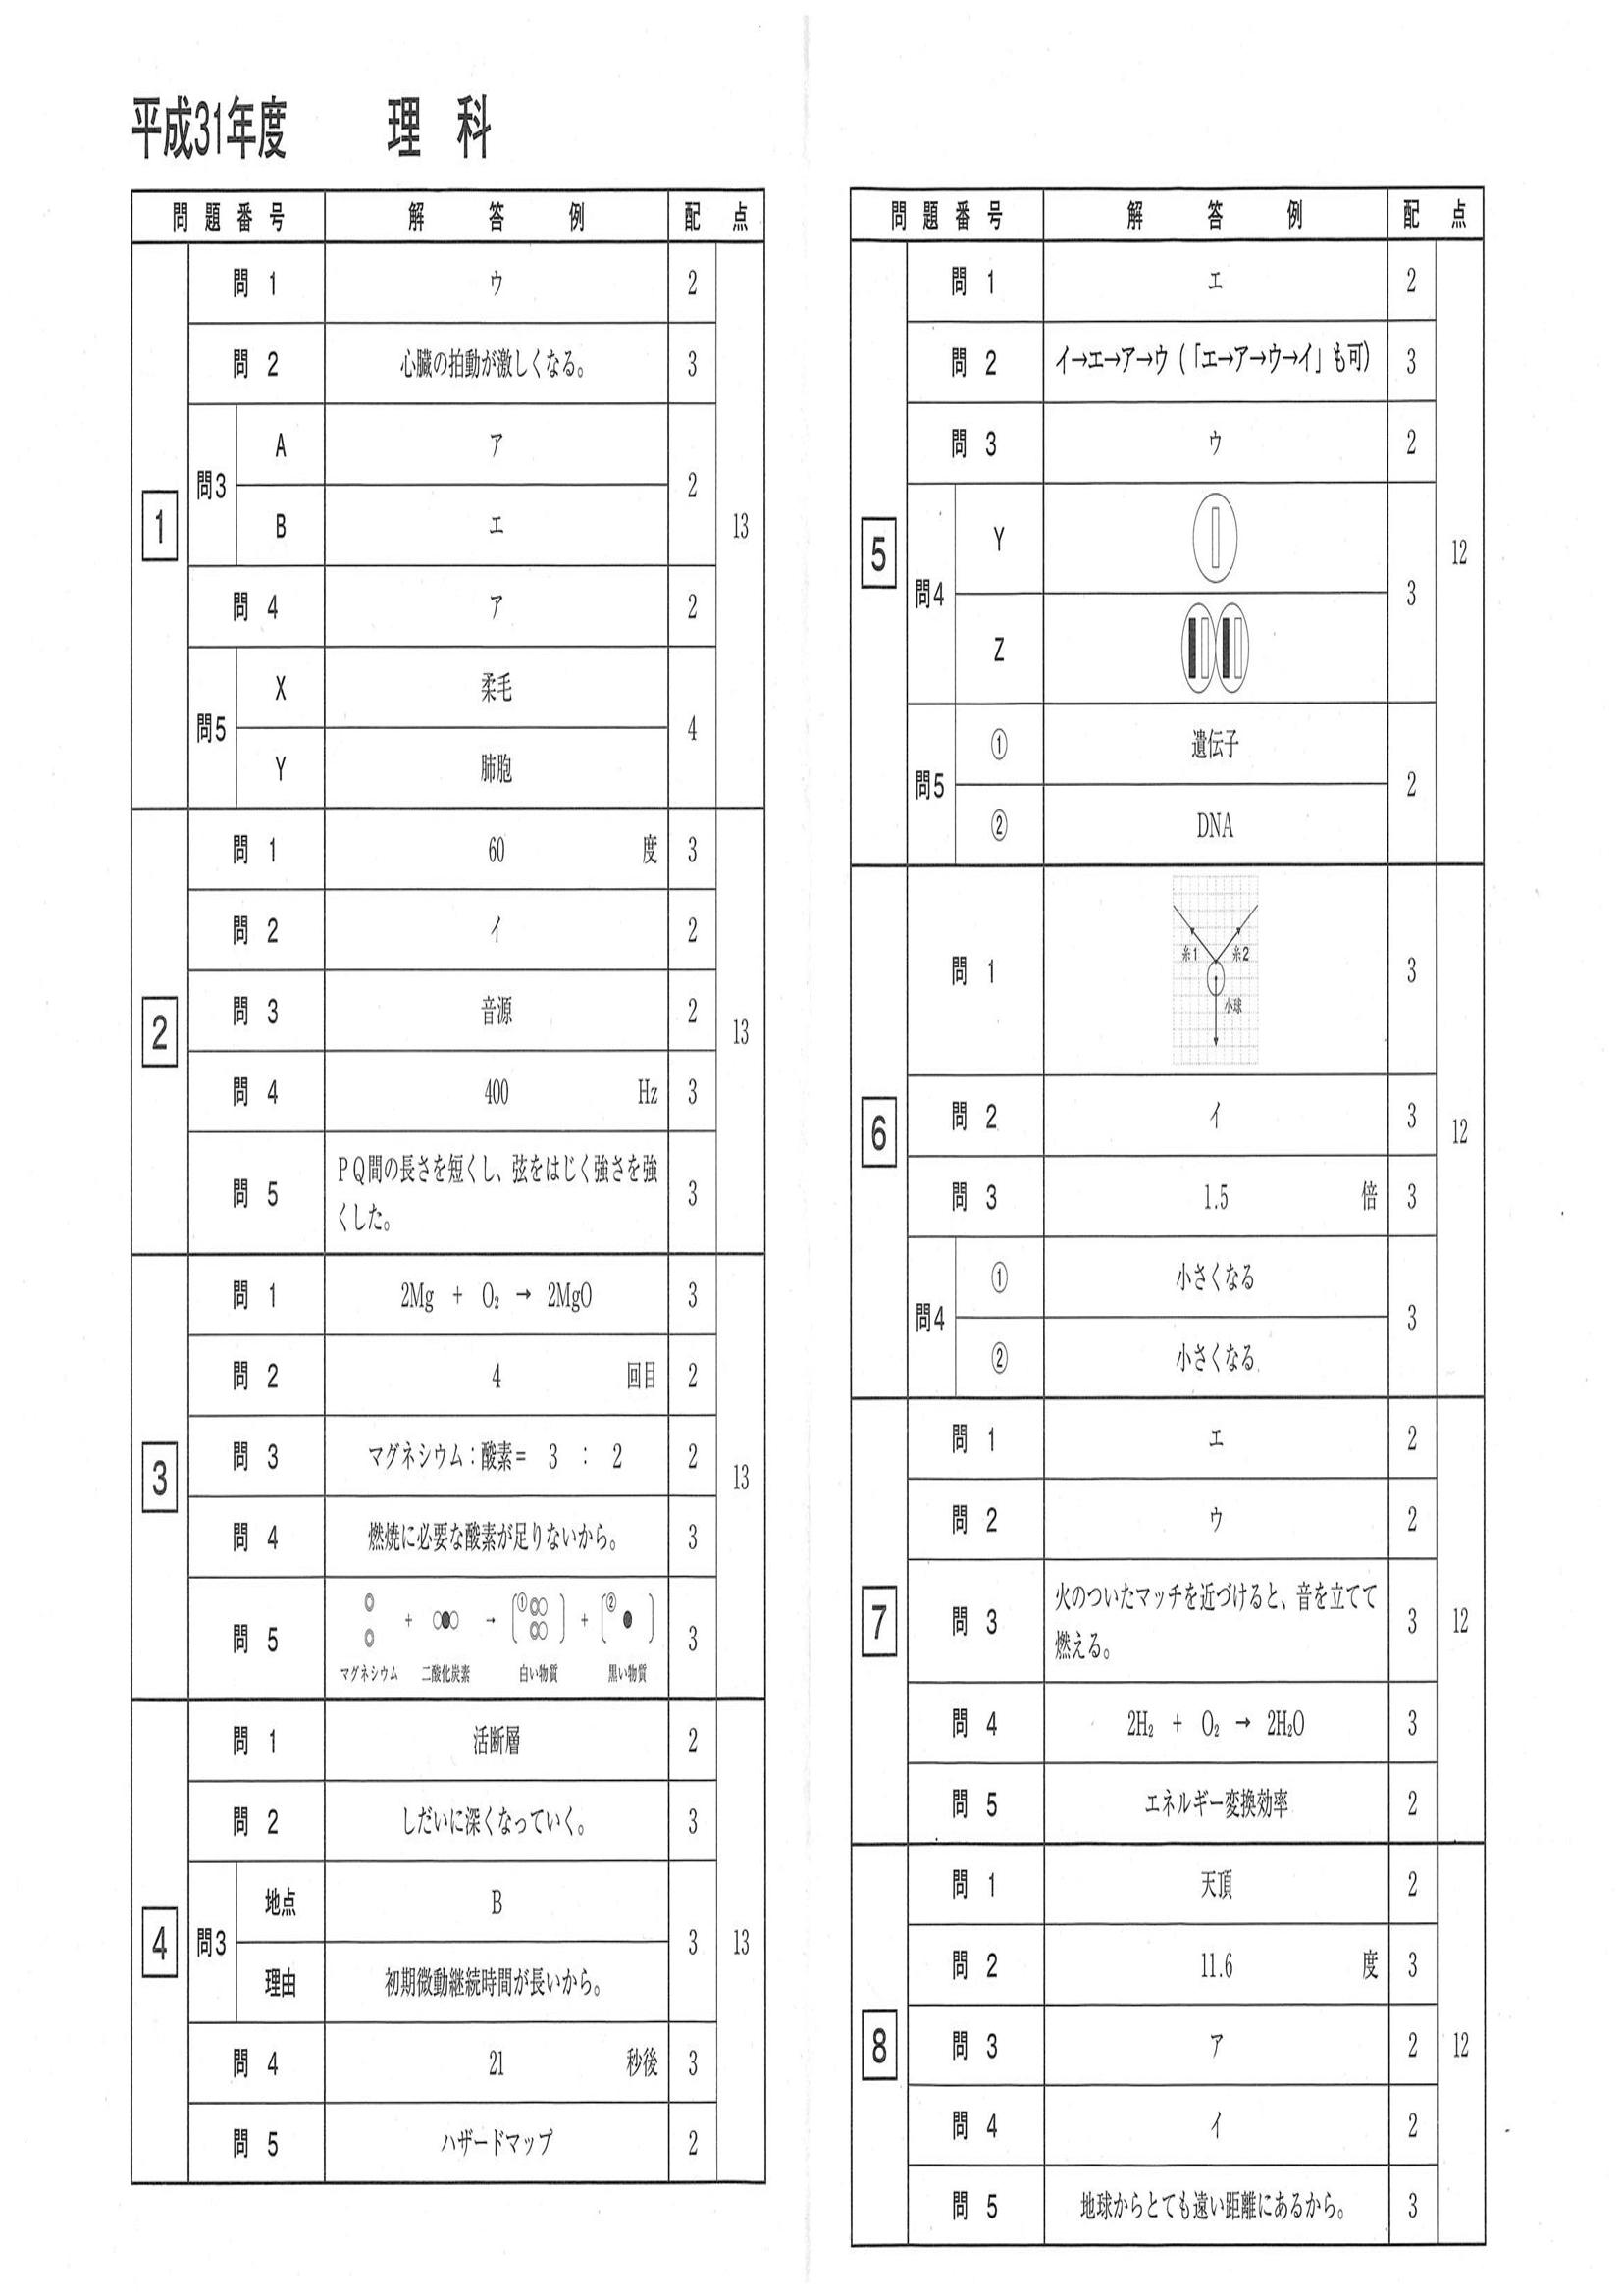 平成31年度 理 科
問 題 番 号 解 答 例 配 点
1 13
問 1 ウ 2
問 2 心臓の拍動が激しくなる。 3
問3 2
A ア
B エ
問 4 ア 2
問5 4
X 柔毛
Y 肺胞
2 13
問 1 60 度 3
問 2 イ 2
問 3 音源 2
問 4 400 Hz 3
問 5 ＰＱ間の長さを短くし、弦をはじく強さを強 3
くした。
3 13
問 1 2Mg + O₂ → 2MgO 3
問 2 4 回目 2
問 3 マグネシウム：酸素＝ 3 : 2 2
問 4 燃焼に必要な酸素が足りないから。 3
問 5 ◎ ◎ + ○●○ → 〔① ◎○ ◎○ 〕 + 〔② ● 〕 3
マグネシウム 二酸化炭素 白い物質 黒い物質
4 13
問 1 活断層 2
問 2 しだいに深くなっていく。 3
問3 3
地点 B
理由 初期微動継続時間が長いから。
問 4 21 秒後 3
問 5 ハザードマップ 2
問 題 番 号 解 答 例 配 点
5 12
問 1 エ 2
問 2 イ→エ→ア→ウ（「エ→ア→ウ→イ」も可） 3
問 3 ウ 2
問4 3
Y
Z
問5 2
① 遺伝子
② DNA
6 12
問 1 3
糸1 糸2
小球
問 2 イ 3
問 3 1.5 倍 3
問4 3
① 小さくなる
② 小さくなる
7 12
問 1 エ 2
問 2 ウ 2
問 3 火のついたマッチを近づけると、音を立てて 3
燃える。
問 4 2H₂ + O₂ → 2H₂O 3
問 5 エネルギー変換効率 2
8 12
問 1 天頂 2
問 2 11.6 度 3
問 3 ア 2
問 4 イ 2
問 5 地球からとても遠い距離にあるから。 3